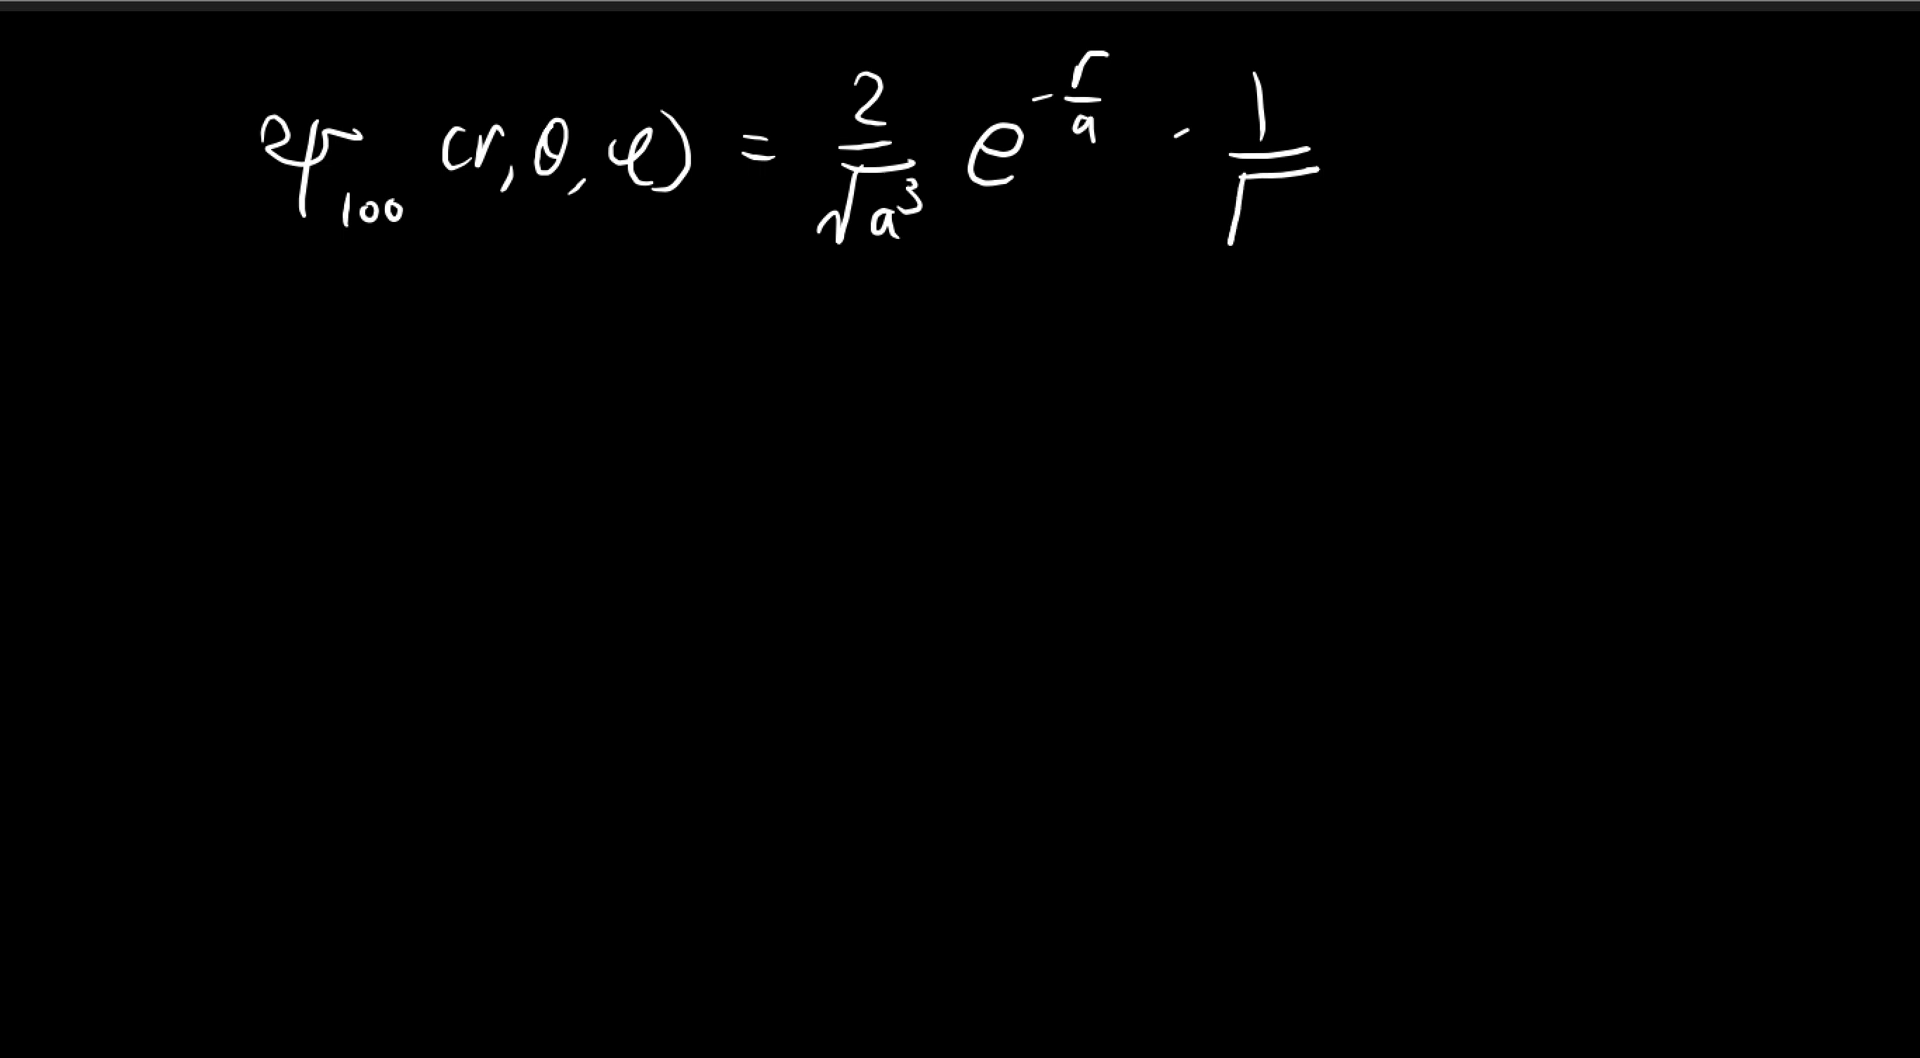 ψ₁₀₀ (r, θ, φ) = 2/√a³ e^(-r/a) · 1/r